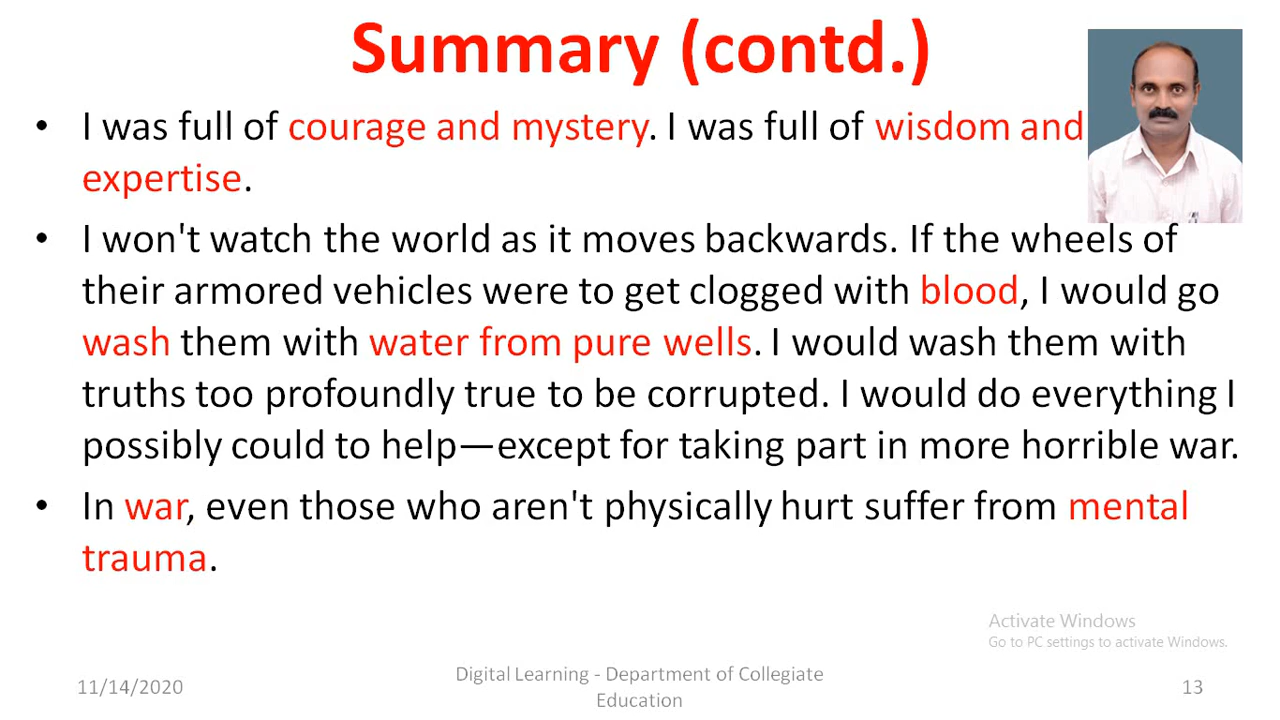 Summary (contd.)
• I was full of courage and mystery. I was full of wisdom and
expertise.
• I won't watch the world as it moves backwards. If the wheels of
their armored vehicles were to get clogged with blood, I would go
wash them with water from pure wells. I would wash them with
truths too profoundly true to be corrupted. I would do everything I
possibly could to help—except for taking part in more horrible war.
• In war, even those who aren't physically hurt suffer from mental
trauma.
Activate Windows
Go to PC settings to activate Windows.
11/14/2020
Digital Learning - Department of Collegiate
Education
13